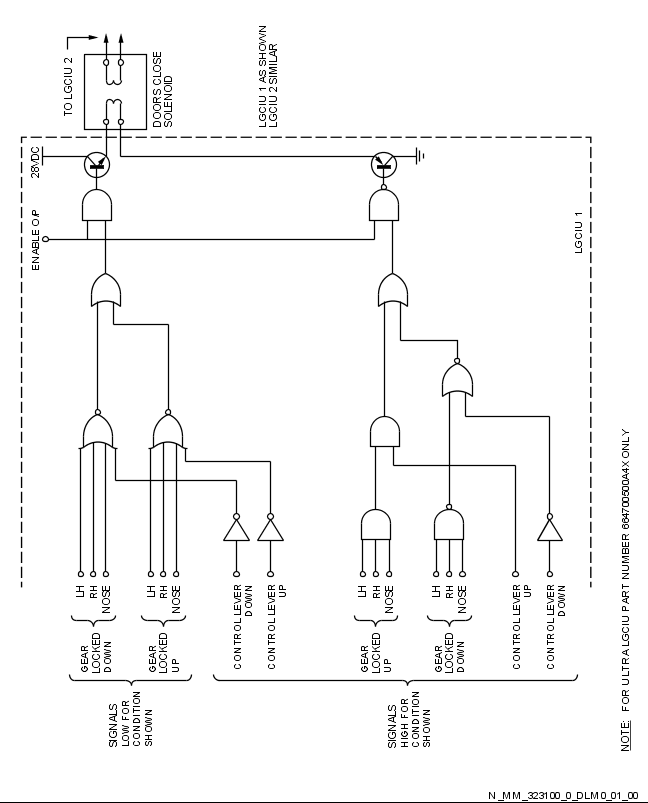 TO LGCIU 2
DOORS CLOSE
SOLENOID
LGCIU 1 AS SHOWN
LGCIU 2 SIMILAR
28VDC
ENABLE O/P
LGCIU 1
LH
RH
NOSE
GEAR
LOCKED
DOWN
LH
RH
NOSE
GEAR
LOCKED
UP
CONTROL LEVER
DOWN
CONTROL LEVER
UP
LH
RH
NOSE
GEAR
LOCKED
UP
LH
RH
NOSE
GEAR
LOCKED
DOWN
CONTROL LEVER
UP
CONTROL LEVER
DOWN
SIGNALS
LOW FOR
CONDITION
SHOWN
SIGNALS
HIGH FOR
CONDITION
SHOWN
NOTE: FOR ULTRA LGCIU PART NUMBER 664700500A4X ONLY
N_MM_323100_0_DLM0_01_00